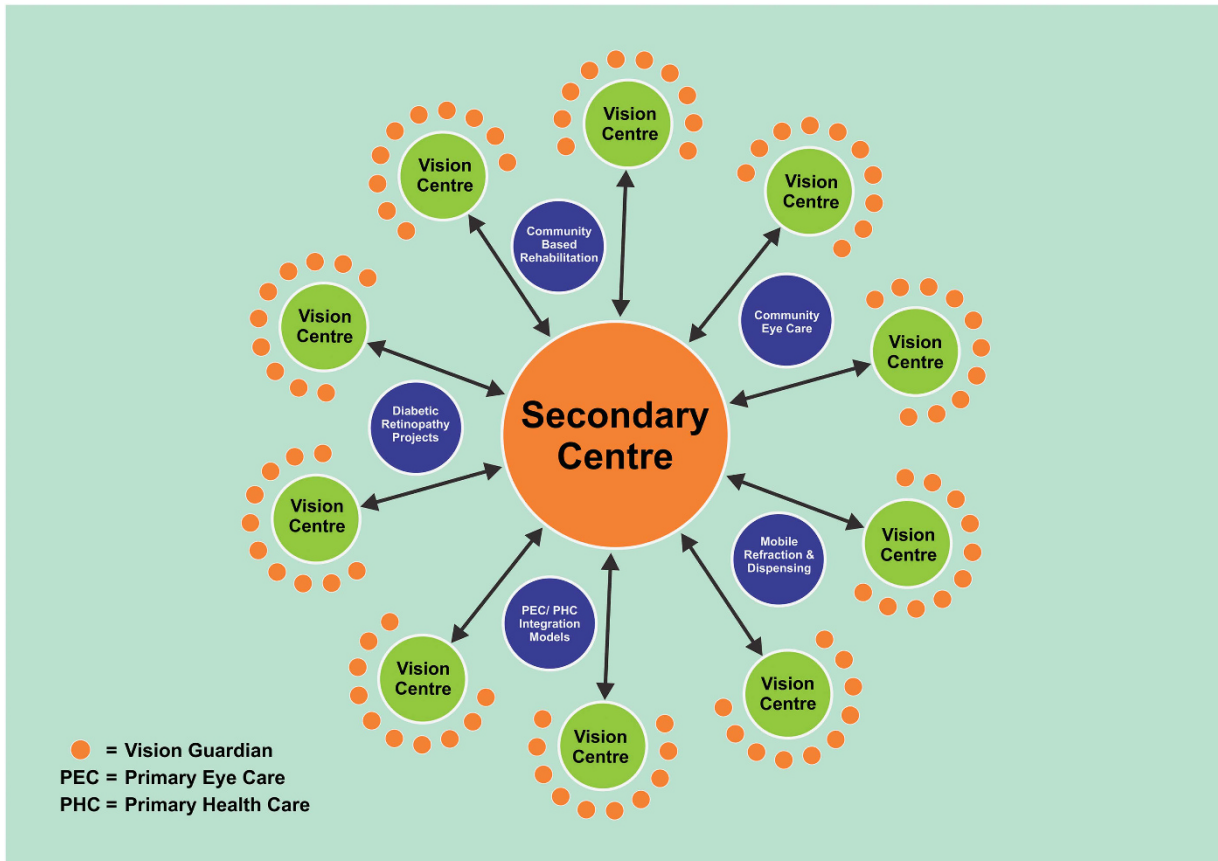 Vision
Centre
Vision
Centre
Vision
Centre
Community
Based
Rehabilitation
Community
Eye Care
Vision
Centre
Vision
Centre
Secondary
Centre
Diabetic
Retinopathy
Projects
Vision
Centre
Vision
Centre
Mobile
Refraction &
Dispensing
PEC/ PHC
Integration
Models
Vision
Centre
Vision
Centre
Vision
Centre
= Vision Guardian
PEC = Primary Eye Care
PHC = Primary Health Care